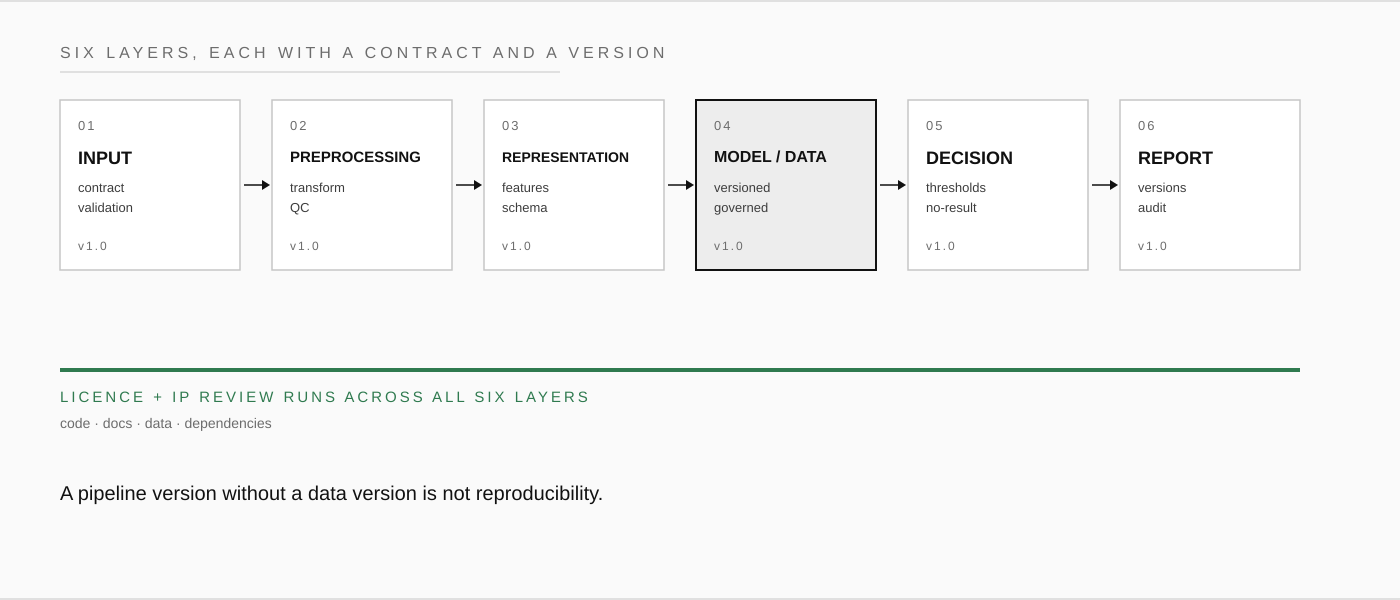 SIX LAYERS, EACH WITH A CONTRACT AND A VERSION
01
INPUT
contract
validation
v1.0
02
PREPROCESSING
transform
QC
v1.0
03
REPRESENTATION
features
schema
v1.0
04
MODEL / DATA
versioned
governed
v1.0
05
DECISION
thresholds
no-result
v1.0
06
REPORT
versions
audit
v1.0
LICENCE + IP REVIEW RUNS ACROSS ALL SIX LAYERS
code · docs · data · dependencies
A pipeline version without a data version is not reproducibility.